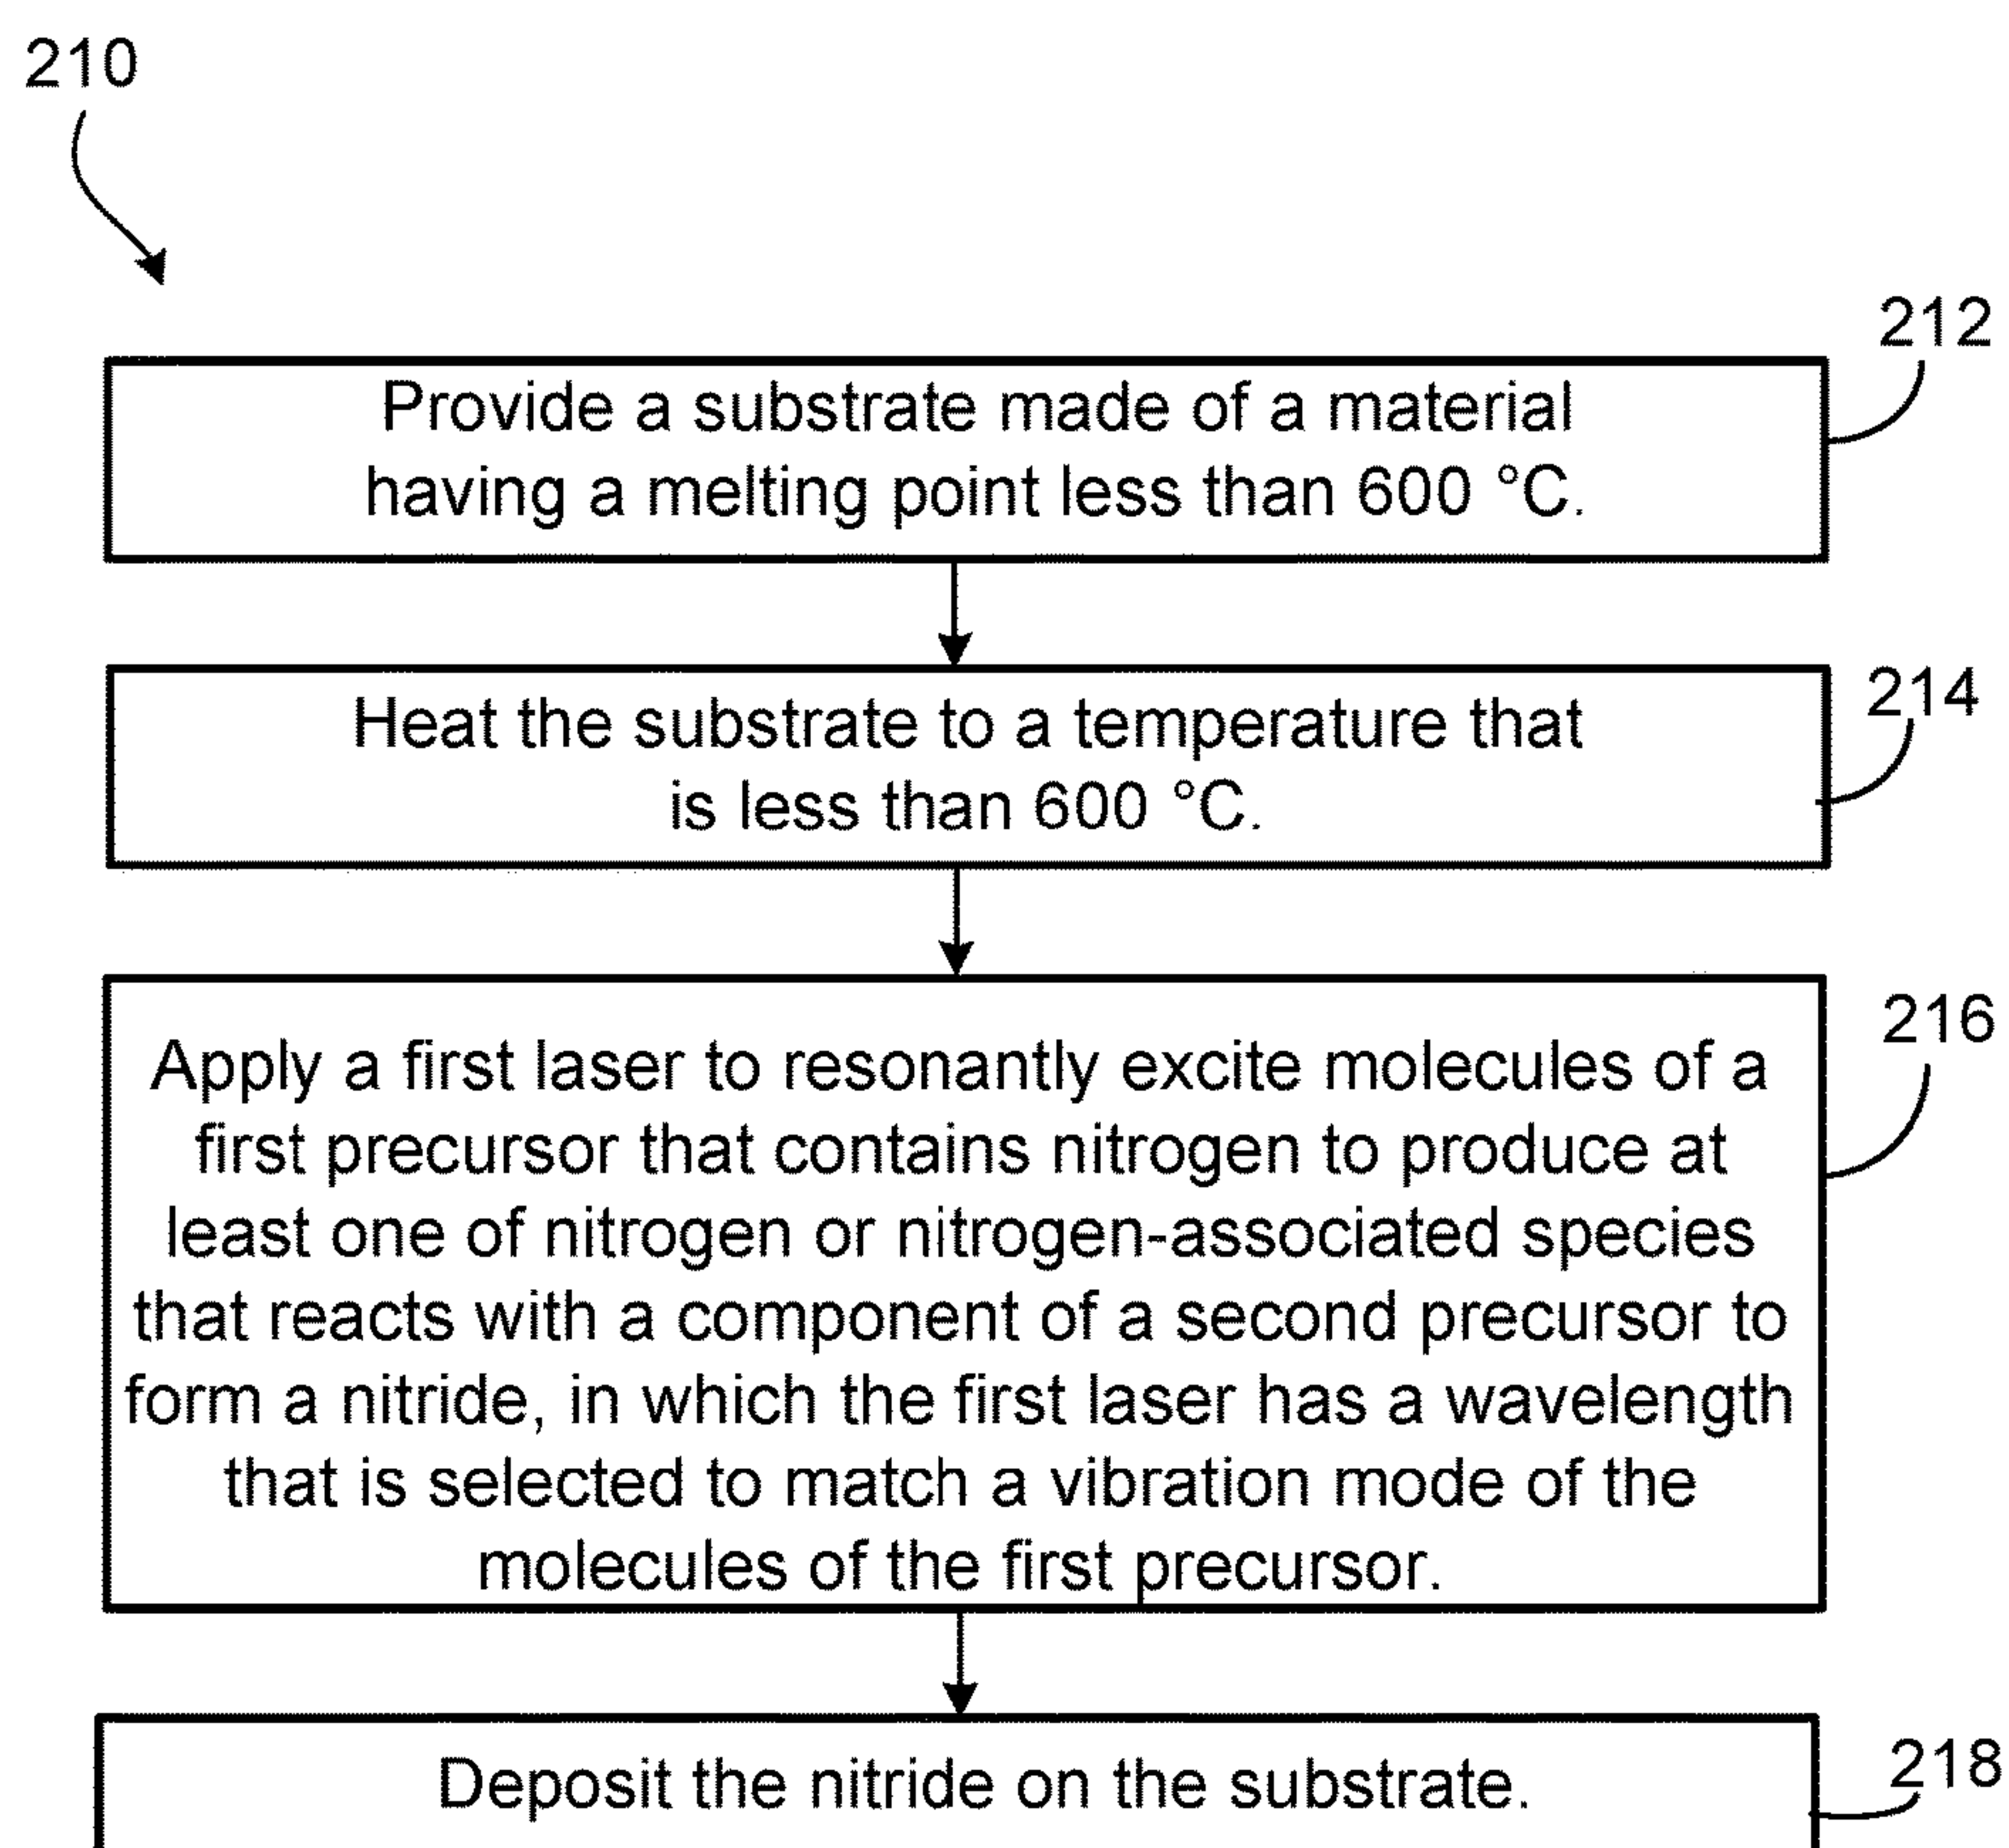 210
212
Provide a substrate made of a material
having a melting point less than 600 °C.
214
Heat the substrate to a temperature that
is less than 600 °C.
216
Apply a first laser to resonantly excite molecules of a
first precursor that contains nitrogen to produce at
least one of nitrogen or nitrogen-associated species
that reacts with a component of a second precursor to
form a nitride, in which the first laser has a wavelength
that is selected to match a vibration mode of the
molecules of the first precursor.
218
Deposit the nitride on the substrate.